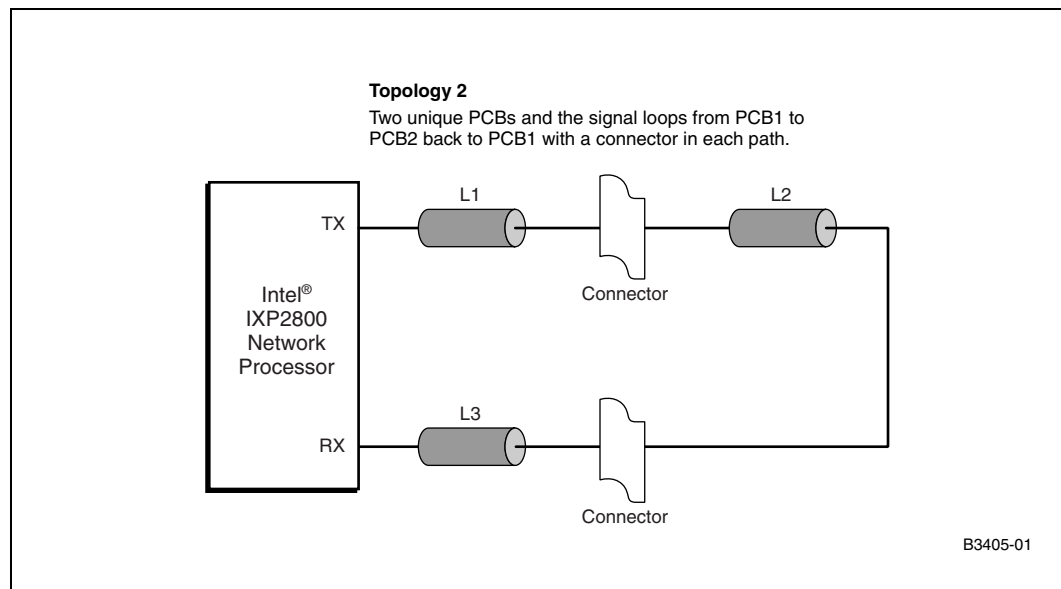 Topology 2
Two unique PCBs and the signal loops from PCB1 to
PCB2 back to PCB1 with a connector in each path.
L1
L2
TX
Connector
Intel®
IXP2800
Network
Processor
L3
RX
Connector
B3405-01